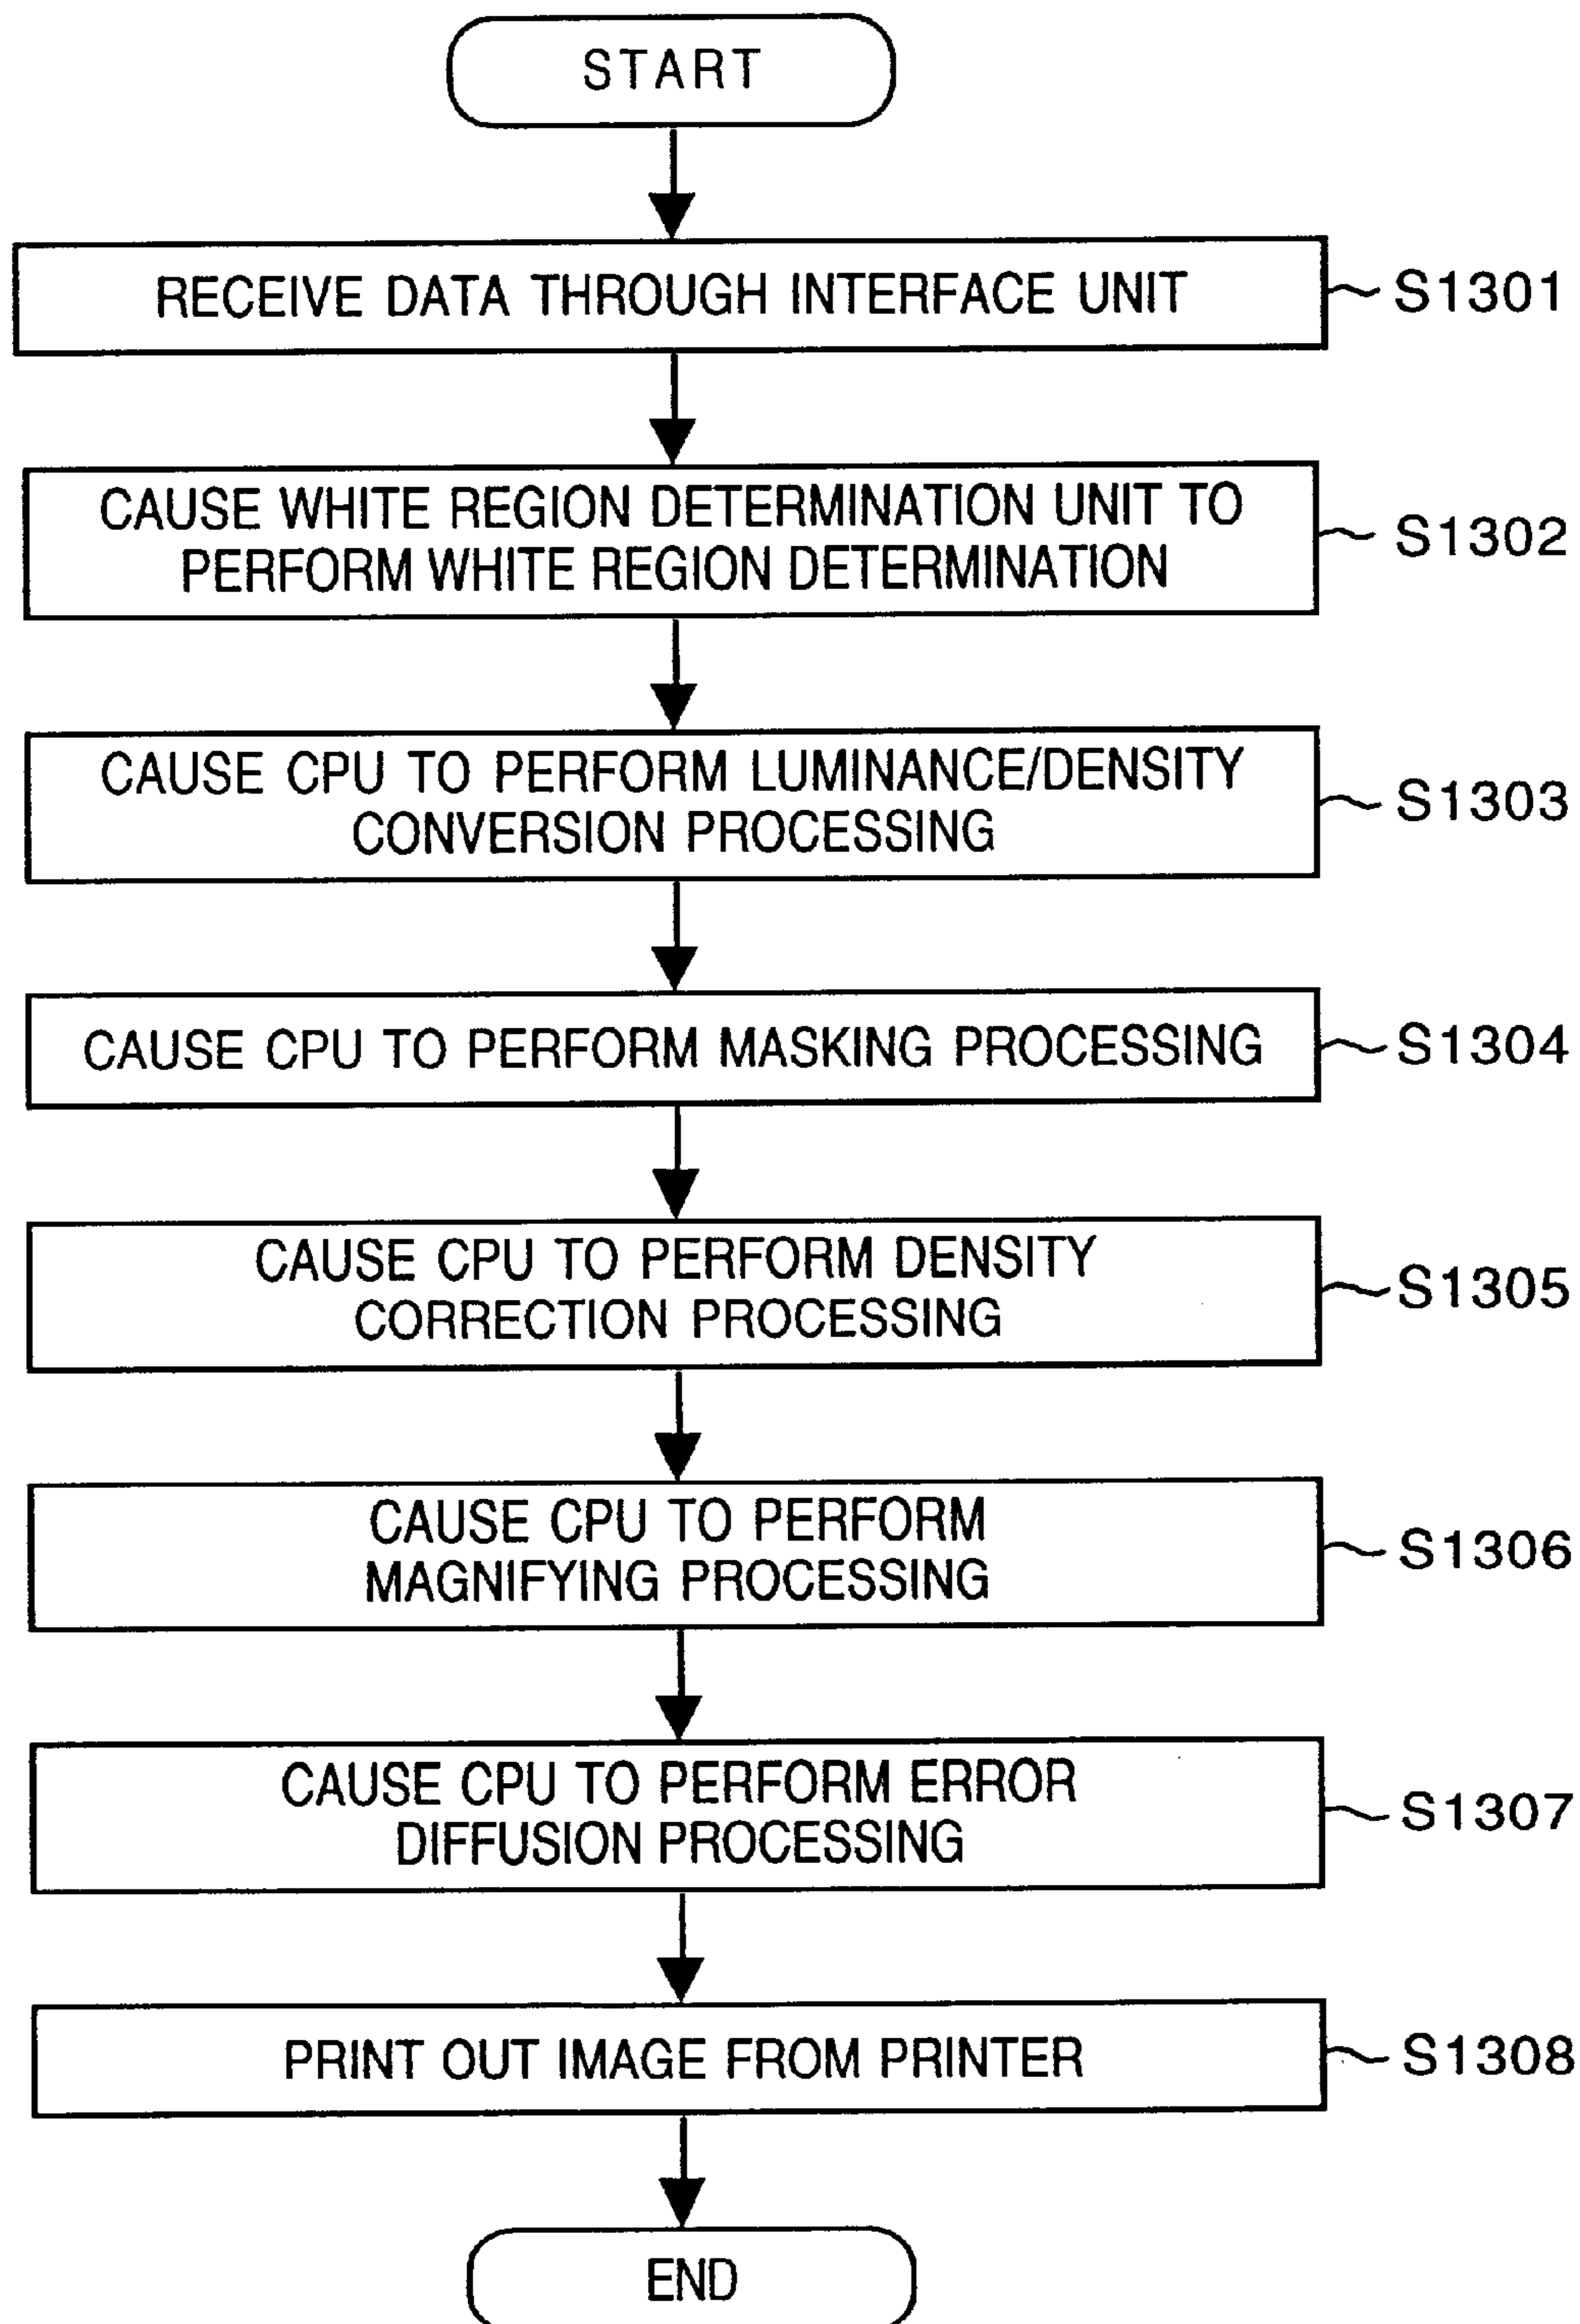 START
RECEIVE DATA THROUGH INTERFACE UNIT
S1301
CAUSE WHITE REGION DETERMINATION UNIT TO
PERFORM WHITE REGION DETERMINATION
S1302
CAUSE CPU TO PERFORM LUMINANCE/DENSITY
CONVERSION PROCESSING
S1303
CAUSE CPU TO PERFORM MASKING PROCESSING
S1304
CAUSE CPU TO PERFORM DENSITY
CORRECTION PROCESSING
S1305
CAUSE CPU TO PERFORM
MAGNIFYING PROCESSING
S1306
CAUSE CPU TO PERFORM ERROR
DIFFUSION PROCESSING
S1307
PRINT OUT IMAGE FROM PRINTER
S1308
END